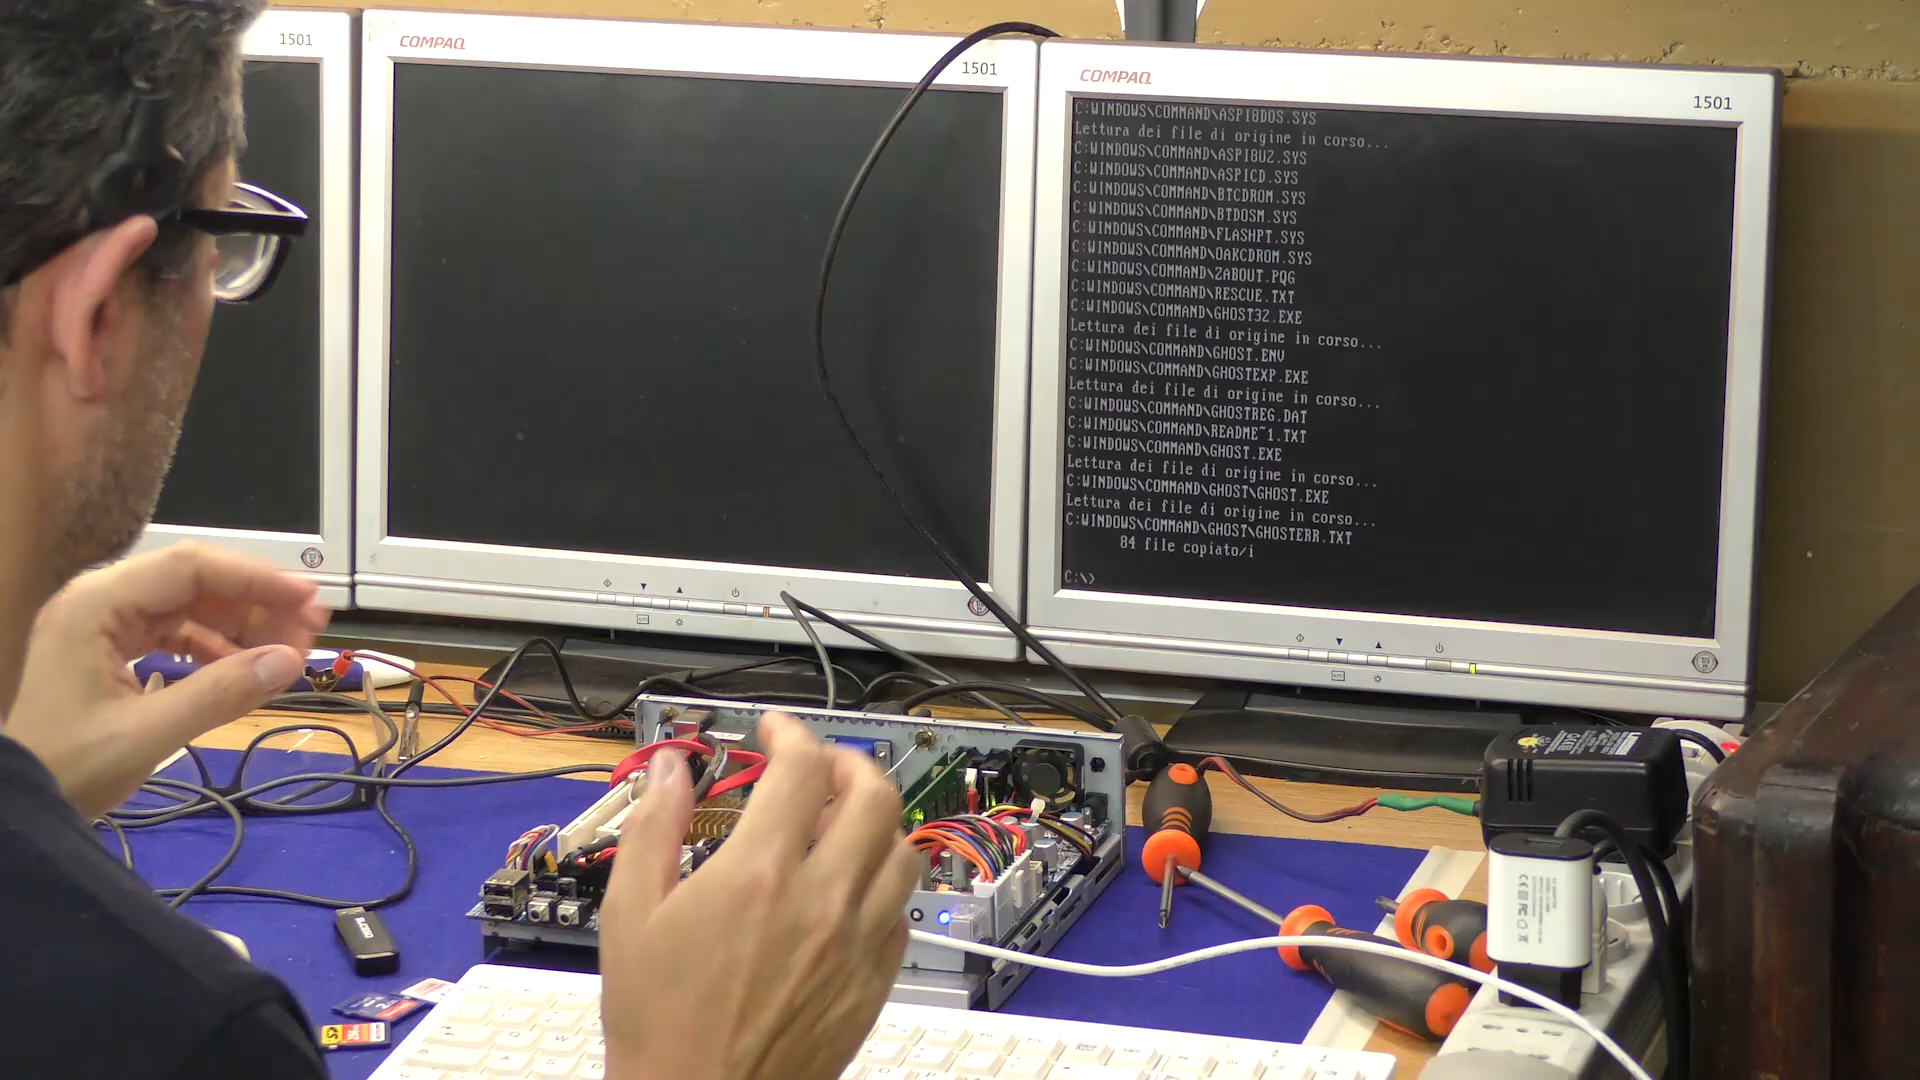 1501
COMPAQ
1501
COMPAQ
1501
C:WINDOWS\COMMAND\ASPI8DOS.SYS
Lettura dei file di origine in corso...
C:WINDOWS\COMMAND\ASPI8U2.SYS
C:WINDOWS\COMMAND\ASPICD.SYS
C:WINDOWS\COMMAND\BTCDROM.SYS
C:WINDOWS\COMMAND\BTDOSM.SYS
C:WINDOWS\COMMAND\FLASHPT.SYS
C:WINDOWS\COMMAND\OAKCDROM.SYS
C:WINDOWS\COMMAND\2ABOUT.PQG
C:WINDOWS\COMMAND\RESCUE.TXT
C:WINDOWS\COMMAND\GHOST32.EXE
Lettura dei file di origine in corso...
C:WINDOWS\COMMAND\GHOST.ENV
C:WINDOWS\COMMAND\GHOSTEXP.EXE
Lettura dei file di origine in corso...
C:WINDOWS\COMMAND\GHOSTREG.DAT
C:WINDOWS\COMMAND\README~1.TXT
C:WINDOWS\COMMAND\GHOST.EXE
Lettura dei file di origine in corso...
C:WINDOWS\COMMAND\GHOST\GHOST.EXE
Lettura dei file di origine in corso...
C:WINDOWS\COMMAND\GHOST\GHOSTERR.TXT
84 file copiato/i
C:\>